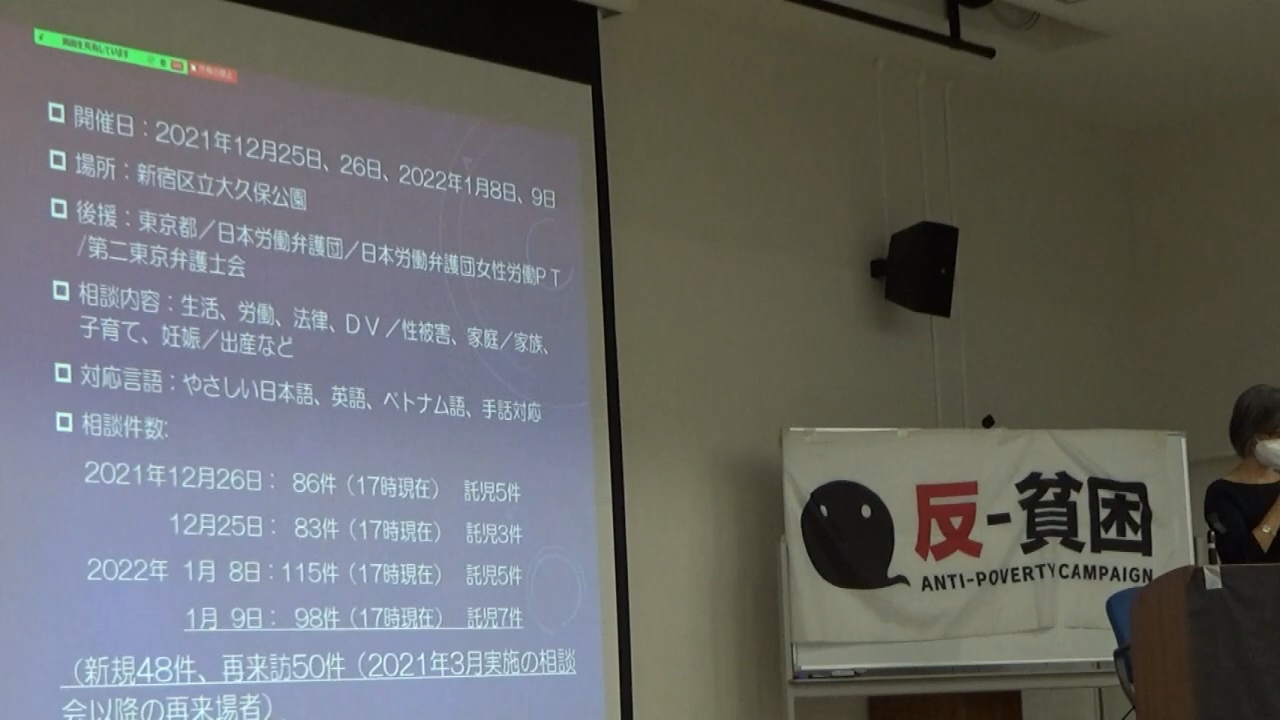 画面を共有しています
開催日：2021年12月25日、26日、2022年1月8日、9日
場所：新宿区立大久保公園
後援：東京都／日本労働弁護団／日本労働弁護団女性労働ＰＴ
/第二東京弁護士会
相談内容：生活、労働、法律、ＤＶ／性被害、家庭／家族、
子育て、妊娠／出産など
対応言語：やさしい日本語、英語、ベトナム語、手話対応
相談件数:
2021年12月26日： 86件（17時現在） 託児5件
12月25日： 83件（17時現在） 託児3件
2022年 1月 8日：115件（17時現在） 託児5件
1月 9日： 98件（17時現在） 託児7件
（新規48件、再来訪50件（2021年3月実施の相談
会以降の再来場者）
反-貧困
ANTI-POVERTY CAMPAIGN